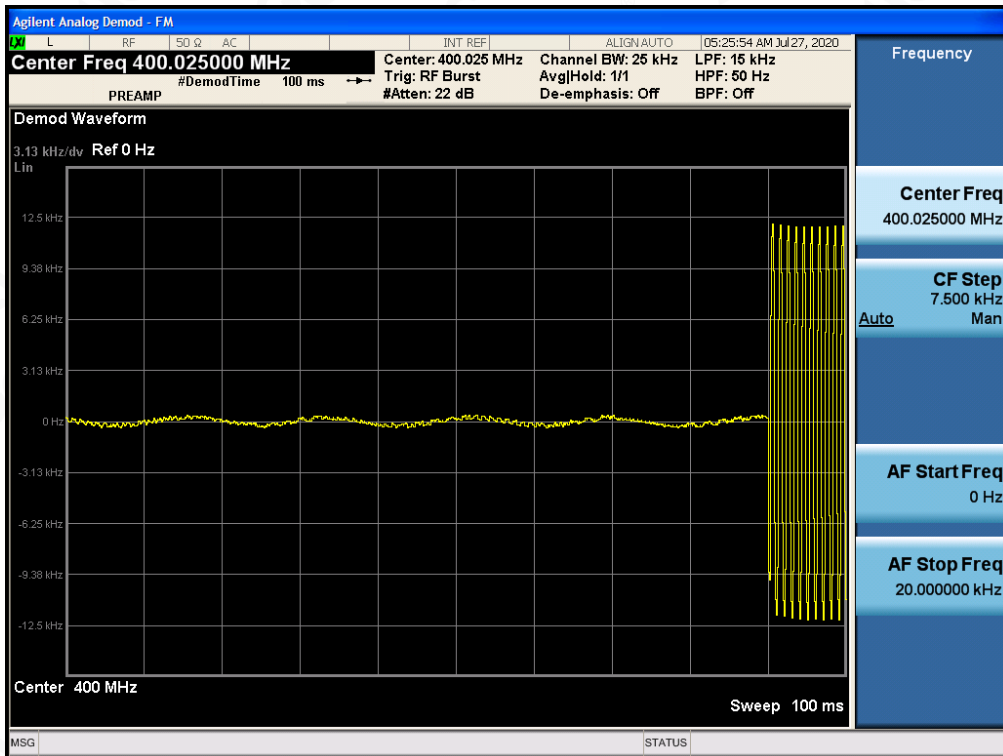 Agilent Analog Demod - FM
LXI L RF 50 Ω AC INT REF ALIGN AUTO 05:25:54 AM Jul 27, 2020
Center Freq 400.025000 MHz
#DemodTime 100 ms
PREAMP
Center: 400.025 MHz Channel BW: 25 kHz LPF: 15 kHz
Trig: RF Burst Avg|Hold: 1/1 HPF: 50 Hz
#Atten: 22 dB De-emphasis: Off BPF: Off
Demod Waveform
3.13 kHz/dv Ref 0 Hz
Lin
12.5 kHz
9.38 kHz
6.25 kHz
3.13 kHz
0 Hz
-3.13 kHz
-6.25 kHz
-9.38 kHz
-12.5 kHz
Center 400 MHz
Sweep 100 ms
MSG STATUS
Frequency
Center Freq
400.025000 MHz
CF Step
7.500 kHz
Auto Man
AF Start Freq
0 Hz
AF Stop Freq
20.000000 kHz